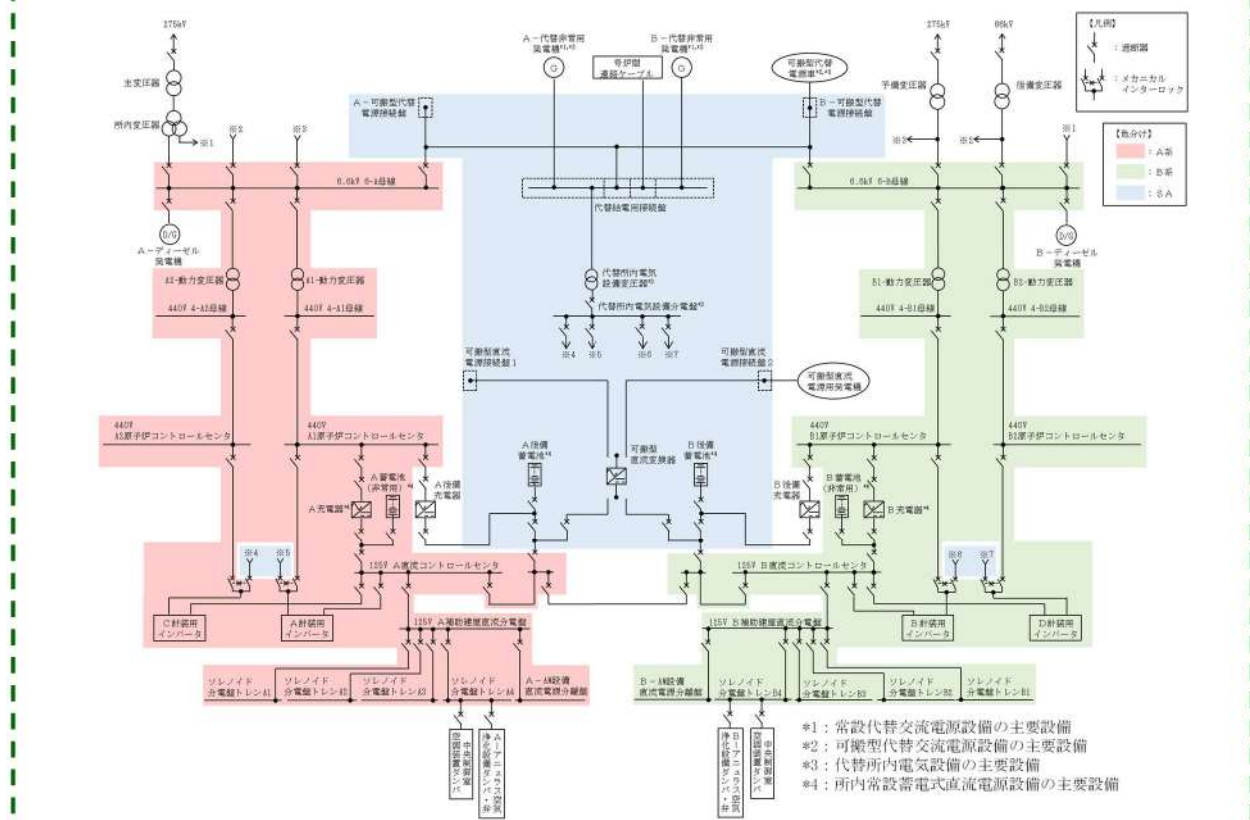 275kV
主変圧器
所内変圧器
※1
※2
※3
A－代替非常用
発電機*1,*3
G
号炉間
連絡ケーブル
B－代替非常用
発電機*1,*3
G
可搬型代替
電源車*2,*3
A－可搬型代替
電源接続盤
B－可搬型代替
電源接続盤
275kV
66kV
予備変圧器
後備変圧器
※3
※2
※1
【凡例】
：遮断器
：メカニカル
インターロック
【色分け】
：A系
：B系
：SA
6.6kV 6-A母線
6.6kV 6-B母線
代替給電用接続盤
D/G
A－ディーゼル
発電機
D/G
B－ディーゼル
発電機
A2-動力変圧器
A1-動力変圧器
代替所内電気
設備変圧器*3
B1-動力変圧器
B2-動力変圧器
440V 4-A2母線
440V 4-A1母線
代替所内電気設備分電盤*3
440V 4-B1母線
440V 4-B2母線
※4
※5
※6
※7
可搬型直流
電源接続盤1
可搬型直流
電源接続盤2
可搬型直流
電源用発電機
440V
A2原子炉コントロールセンタ
440V
A1原子炉コントロールセンタ
440V
B1原子炉コントロールセンタ
440V
B2原子炉コントロールセンタ
A充電器*4
A蓄電池
(非常用)*4
A後備
充電器
A後備
蓄電池*4
可搬型
直流変換器
B後備
蓄電池*4
B後備
充電器
B蓄電池
(非常用)*4
B充電器*4
※4
※5
※6
※7
125V A直流コントロールセンタ
125V B直流コントロールセンタ
C計装用
インバータ
A計装用
インバータ
B計装用
インバータ
D計装用
インバータ
125V A補助建屋直流分電盤
125V B補助建屋直流分電盤
ソレノイド
分電盤トレンA1
ソレノイド
分電盤トレンA2
ソレノイド
分電盤トレンA3
ソレノイド
分電盤トレンA4
A－AM設備
直流電源分離盤
B－AM設備
直流電源分離盤
ソレノイド
分電盤トレンB4
ソレノイド
分電盤トレンB3
ソレノイド
分電盤トレンB2
ソレノイド
分電盤トレンB1
中央制御室
空調装置ダンパ
A－アニュラス空気
浄化設備ダンパ・弁
B－アニュラス空気
浄化設備ダンパ・弁
中央制御室
空調装置ダンパ
*1：常設代替交流電源設備の主要設備
*2：可搬型代替交流電源設備の主要設備
*3：代替所内電気設備の主要設備
*4：所内常設蓄電式直流電源設備の主要設備